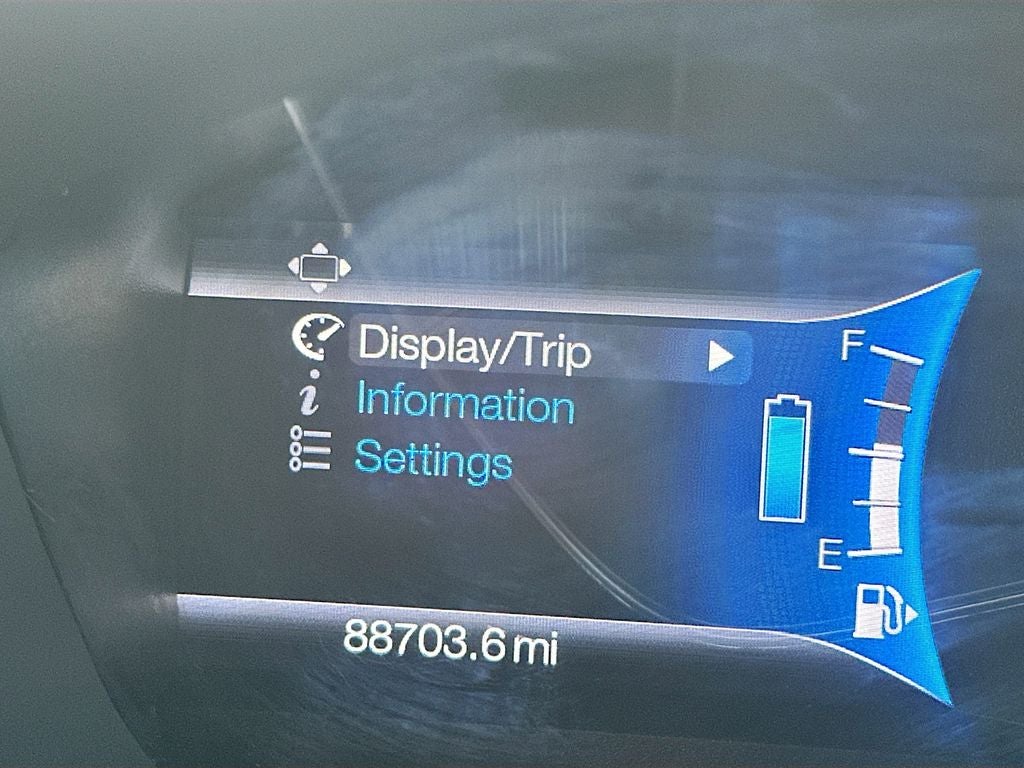 Display/Trip
Information
Settings
F
E
88703.6 mi